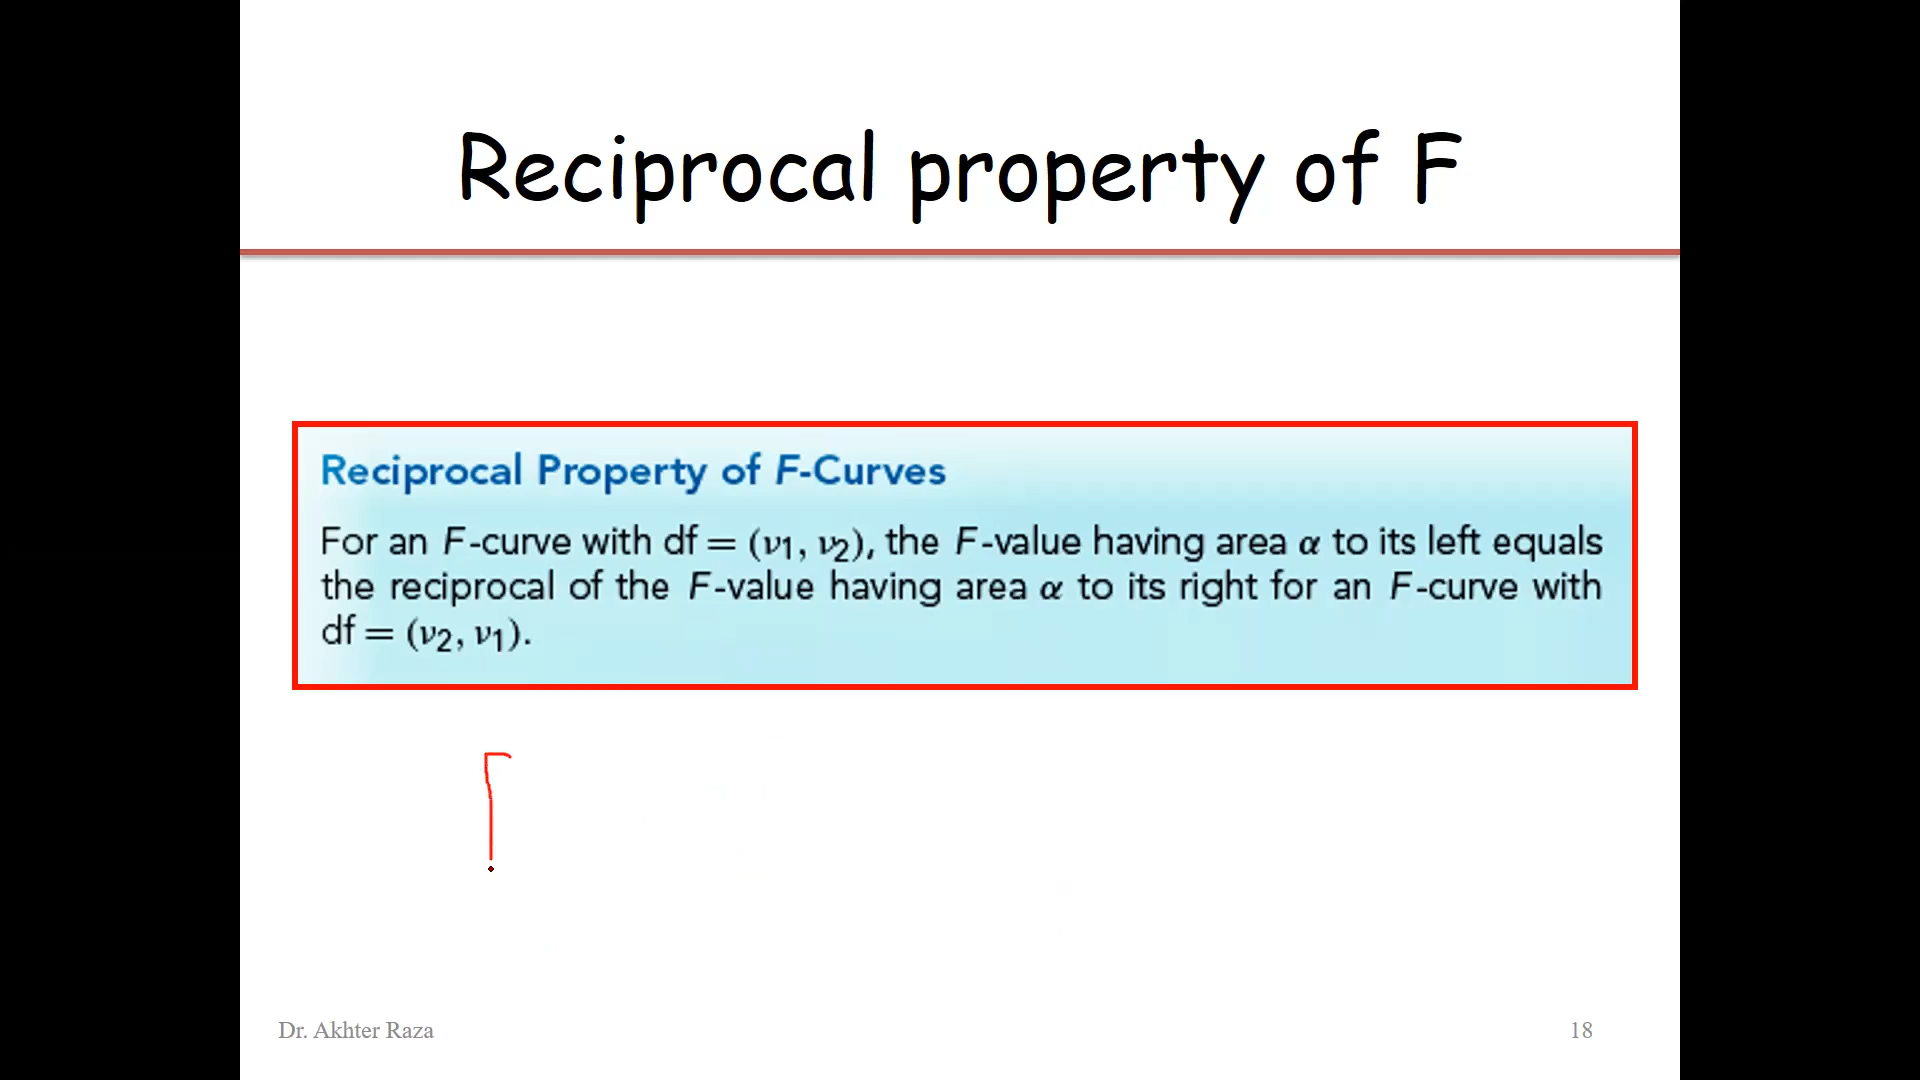 Reciprocal property of F
Reciprocal Property of F-Curves
For an F-curve with df = (ν1, ν2), the F-value having area α to its left equals
the reciprocal of the F-value having area α to its right for an F-curve with
df = (ν2, ν1).
Dr. Akhter Raza
18